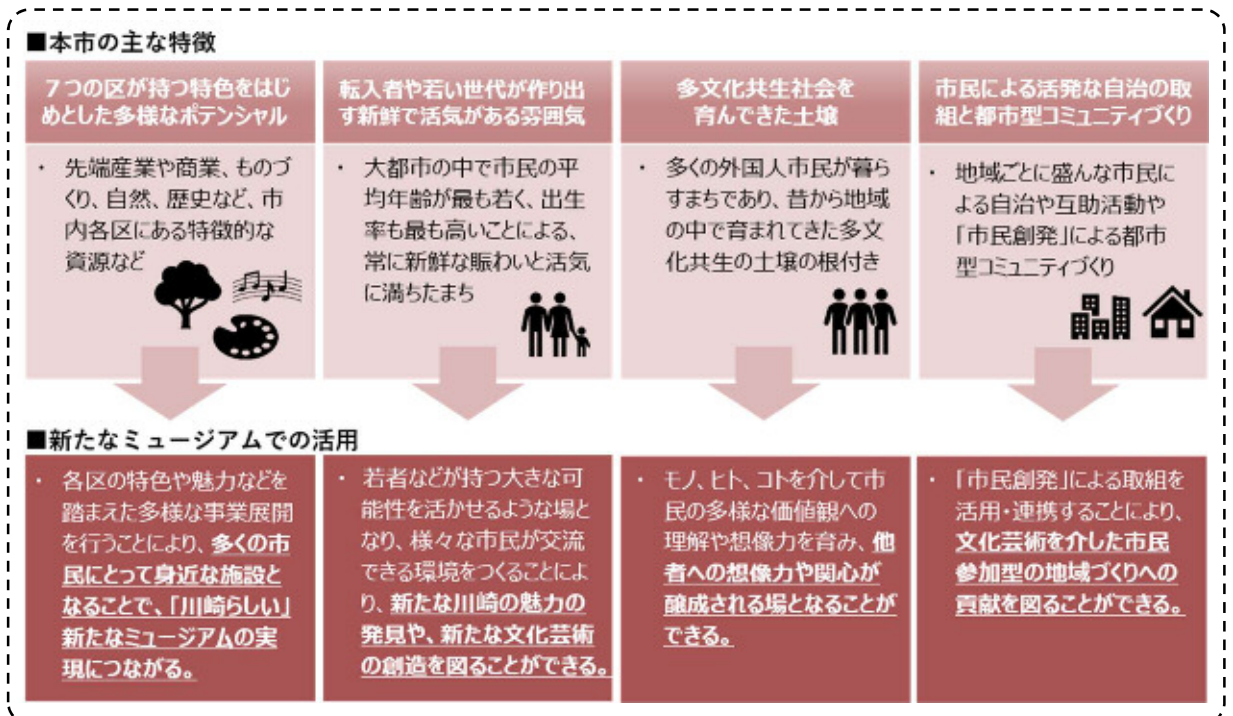 ■本市の主な特徴
7つの区が持つ特色をはじ
めとした多様なポテンシャル
・ 先端産業や商業、ものづ
くり、自然、歴史など、市
内各区にある特徴的な
資源など
転入者や若い世代が作り出
す新鮮で活気がある雰囲気
・ 大都市の中で市民の平
均年齢が最も若く、出生
率も最も高いことによる、
常に新鮮な賑わいと活気
に満ちたまち
多文化共生社会を
育んできた土壌
・ 多くの外国人市民が暮ら
すまちであり、昔から地域
の中で育まれてきた多文
化共生の土壌の根付き
市民による活発な自治の取
組と都市型コミュニティづくり
・ 地域ごとに盛んな市民に
よる自治や互助活動や
「市民創発」による都市
型コミュニティづくり
■新たなミュージアムでの活用
・ 各区の特色や魅力などを
踏まえた多様な事業展開
を行うことにより、多くの市
民にとって身近な施設と
なることで、「川崎らしい」
新たなミュージアムの実
現につながる。
・ 若者などが持つ大きな可
能性を活かせるような場と
なり、様々な市民が交流
できる環境をつくることによ
り、新たな川崎の魅力の
発見や、新たな文化芸術
の創造を図ることができる。
・ モノ、ヒト、コトを介して市
民の多様な価値観への
理解や想像力を育み、他
者への想像力や関心が
醸成される場となることが
できる。
・ 「市民創発」による取組を
活用・連携することにより、
文化芸術を介した市民
参加型の地域づくりへの
貢献を図ることができる。